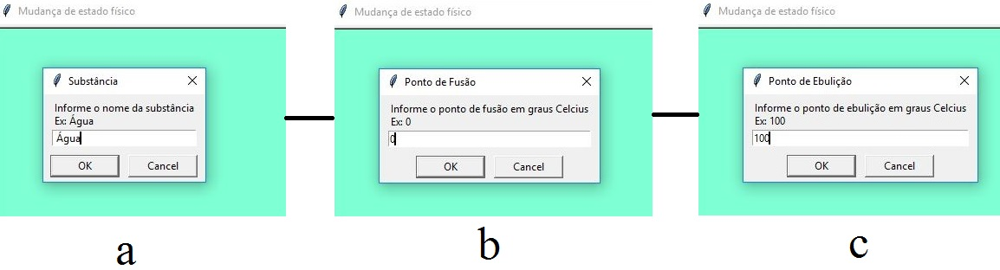 Mudança de estado físico
Substância
Informe o nome da substância
Ex: Água
Água
OK Cancel
a
Mudança de estado físico
Ponto de Fusão
Informe o ponto de fusão em graus Celcius
Ex: 0
0
OK Cancel
b
Mudança de estado físico
Ponto de Ebulição
Informe o ponto de ebulição em graus Celcius
Ex: 100
100
OK Cancel
c